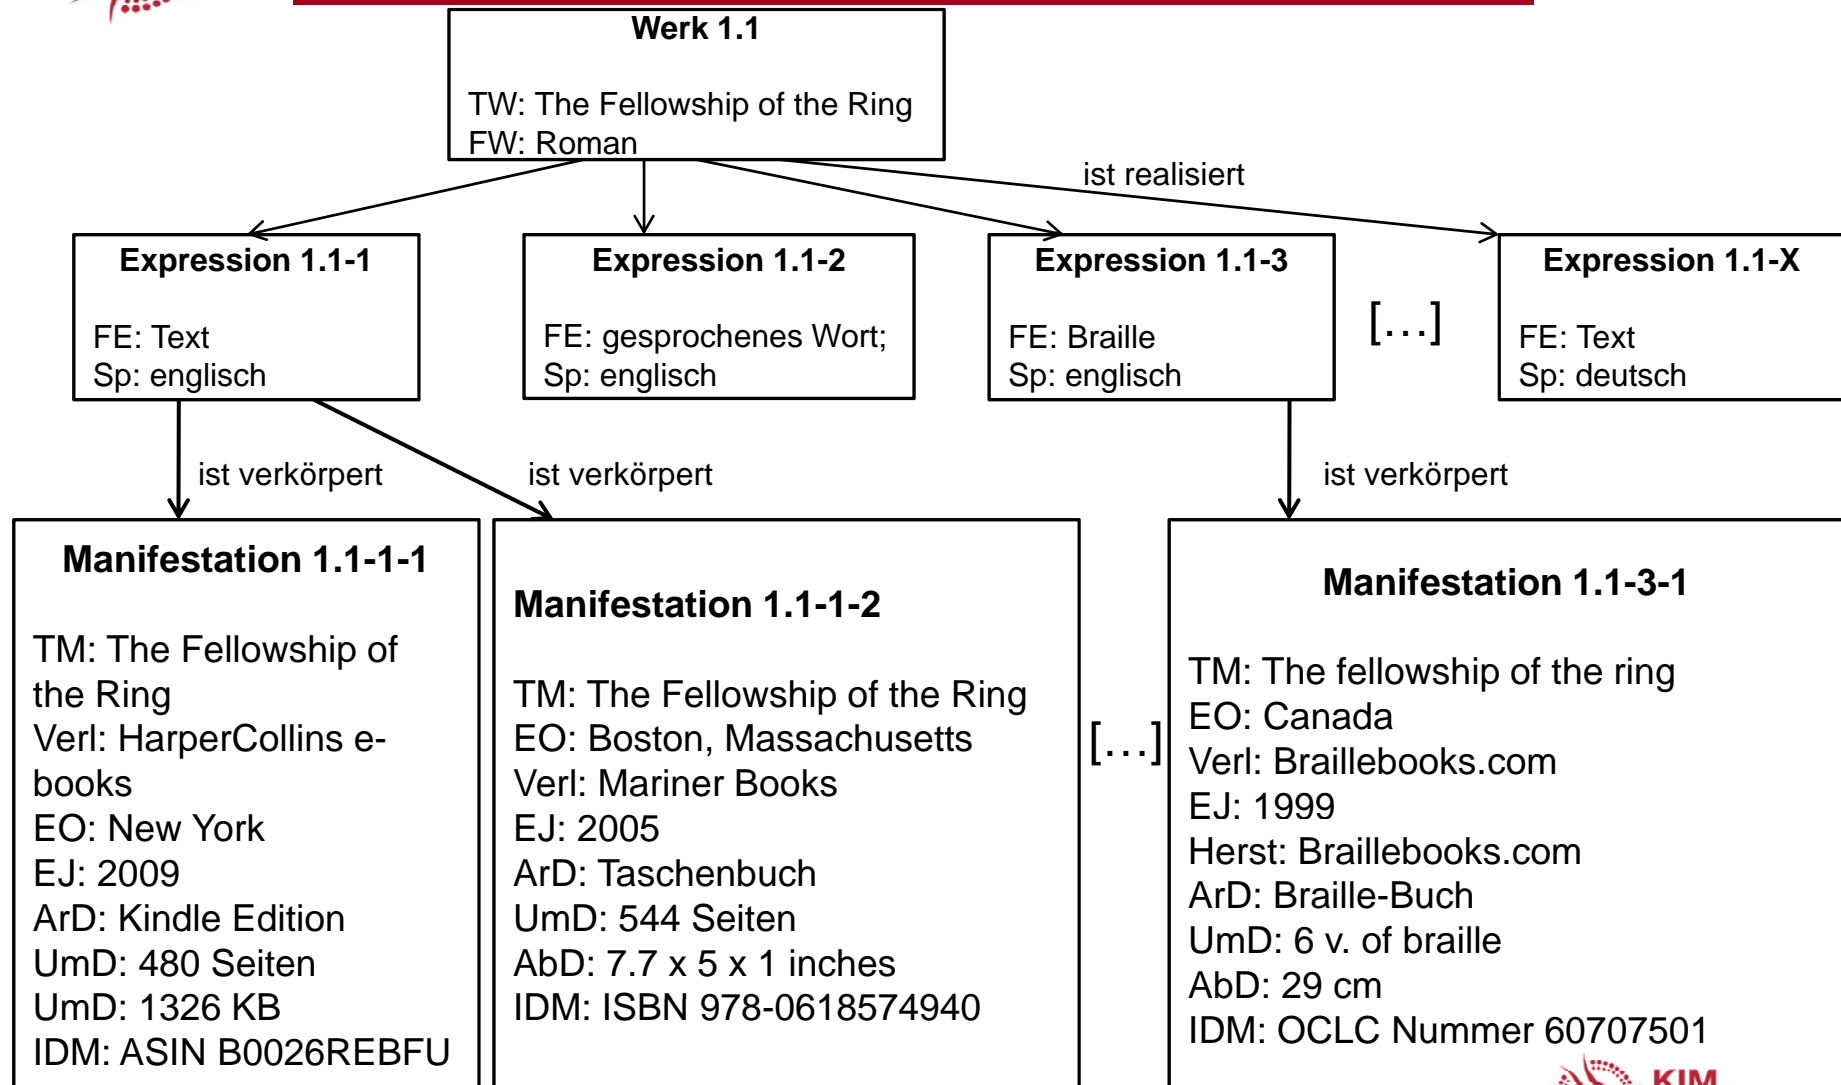 Werk 1.1
TW: The Fellowship of the Ring
FW: Roman
ist realisiert
Expression 1.1-1
FE: Text
Sp: englisch
Expression 1.1-2
FE: gesprochenes Wort;
Sp: englisch
Expression 1.1-3
FE: Braille
Sp: englisch
[…]
Expression 1.1-X
FE: Text
Sp: deutsch
ist verkörpert
ist verkörpert
ist verkörpert
Manifestation 1.1-1-1
TM: The Fellowship of
the Ring
Verl: HarperCollins e-
books
EO: New York
EJ: 2009
ArD: Kindle Edition
UmD: 480 Seiten
UmD: 1326 KB
IDM: ASIN B0026REBFU
Manifestation 1.1-1-2
TM: The Fellowship of the Ring
EO: Boston, Massachusetts
Verl: Mariner Books
EJ: 2005
ArD: Taschenbuch
UmD: 544 Seiten
AbD: 7.7 x 5 x 1 inches
IDM: ISBN 978-0618574940
[…]
Manifestation 1.1-3-1
TM: The fellowship of the ring
EO: Canada
Verl: Braillebooks.com
EJ: 1999
Herst: Braillebooks.com
ArD: Braille-Buch
UmD: 6 v. of braille
AbD: 29 cm
IDM: OCLC Nummer 60707501
KIM